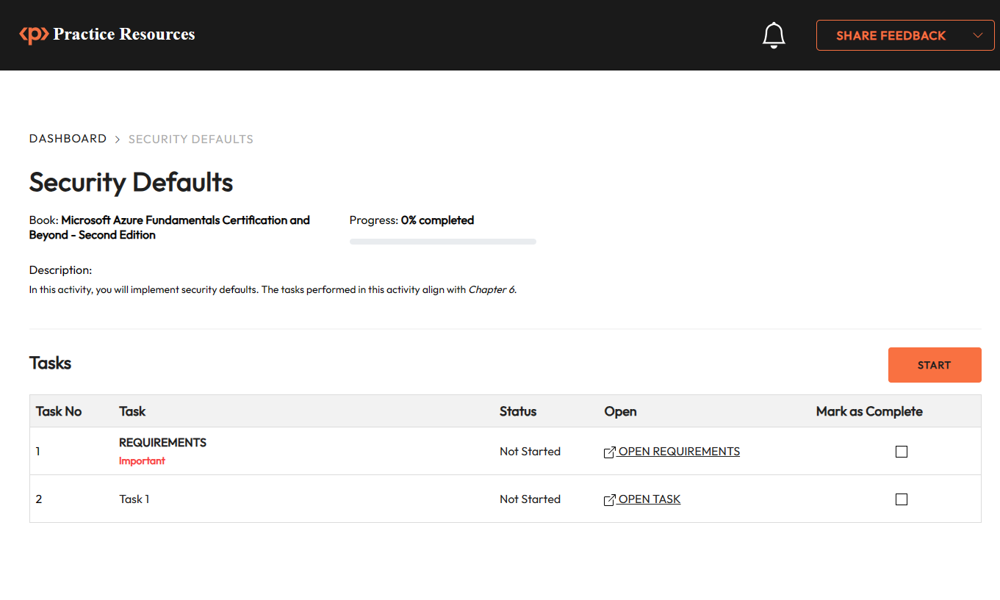 <p> Practice Resources
SHARE FEEDBACK
DASHBOARD > SECURITY DEFAULTS
Security Defaults
Book: Microsoft Azure Fundamentals Certification and
Beyond - Second Edition
Progress: 0% completed
Description:
In this activity, you will implement security defaults. The tasks performed in this activity align with Chapter 6.
Tasks
START
Task No Task Status Open Mark as Complete
1 REQUIREMENTS Not Started OPEN REQUIREMENTS
Important
2 Task 1 Not Started OPEN TASK